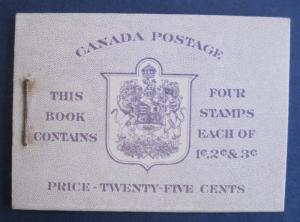 CANADA POSTAGE
THIS
BOOK
CONTAINS
FOUR
STAMPS
EACH OF
1¢,2¢&3¢
PRICE-TWENTY-FIVE CENTS